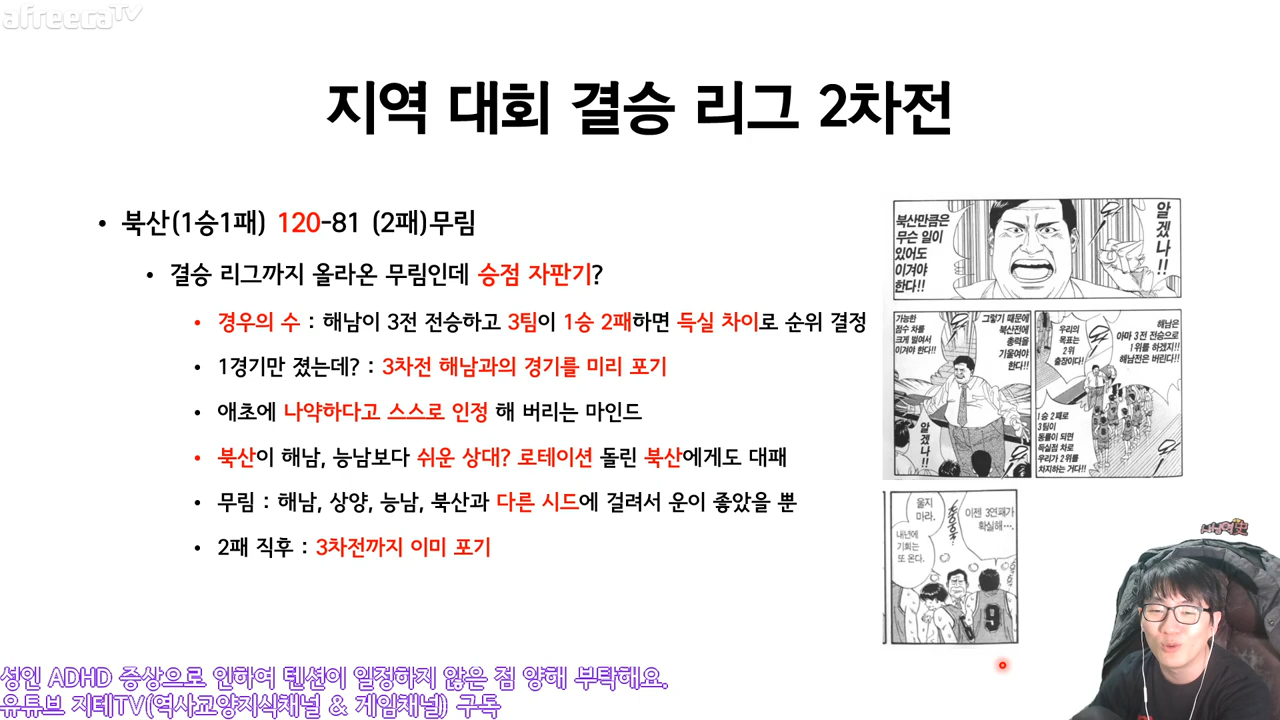 afreecaTV
지역 대회 결승 리그 2차전
• 북산(1승1패) 120-81 (2패)무림
• 결승 리그까지 올라온 무림인데 승점 자판기?
• 경우의 수 : 해남이 3전 전승하고 3팀이 1승 2패하면 득실 차이로 순위 결정
• 1경기만 졌는데? : 3차전 해남과의 경기를 미리 포기
• 애초에 나약하다고 스스로 인정 해 버리는 마인드
• 북산이 해남, 능남보다 쉬운 상대? 로테이션 돌린 북산에게도 대패
• 무림 : 해남, 상양, 능남, 북산과 다른 시드에 걸려서 운이 좋았을 뿐
• 2패 직후 : 3차전까지 이미 포기
알겠나!!
북산만큼은
무슨 일이
있어도
이겨야
한다!!
해남은
아마 3전 전승으로
1위를 하겠지!!
해남전은 버린다!!
우리의
목표는
2위
출장이다!
1승 2패로
3팀이
동률이 되면
득실점 차로
우리가 2위를
차지하는 거다!!
그렇기 때문에
북산전에
총력을
기울여야
한다!!
가능한
점수 차를
크게 벌여서
이겨야 한다!!
알겠나!!
이젠 3연패가
확실해…
울지
마라.
내년에
기회는
또 온다.
9
성인 ADHD 증상으로 인하여 텐션이 일정하지 않은 점 양해 부탁해요.
유튜브 지테TV(역사교양지식채널 & 게임채널) 구독